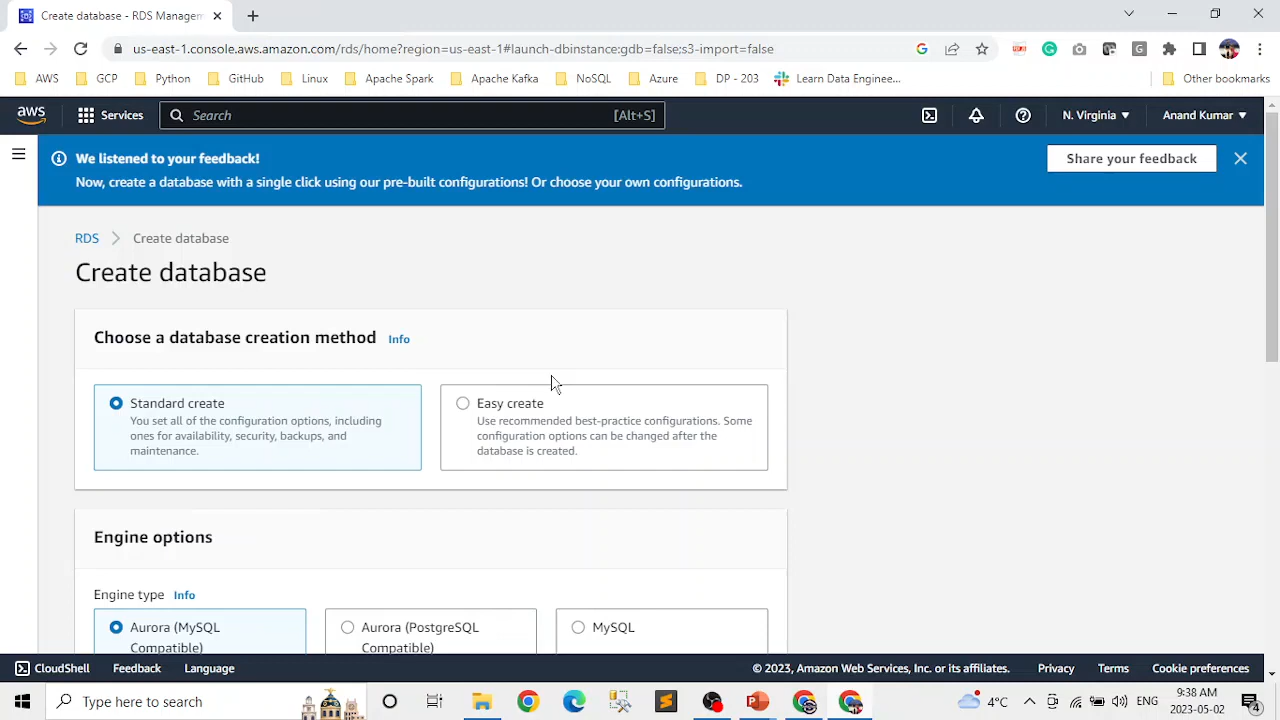 Create database - RDS Managem
us-east-1.console.aws.amazon.com/rds/home?region=us-east-1#launch-dbinstance:gdb=false;s3-import=false
AWS GCP Python GitHub Linux Apache Spark Apache Kafka NoSQL Azure DP - 203 Learn Data Enginee... Other bookmarks
aws Services Search [Alt+S] N. Virginia Anand Kumar
We listened to your feedback!
Now, create a database with a single click using our pre-built configurations! Or choose your own configurations.
Share your feedback
RDS Create database
Create database
Choose a database creation method Info
Standard create
You set all of the configuration options, including
ones for availability, security, backups, and
maintenance.
Easy create
Use recommended best-practice configurations. Some
configuration options can be changed after the
database is created.
Engine options
Engine type Info
Aurora (MySQL
Compatible)
Aurora (PostgreSQL
Compatible)
MySQL
CloudShell Feedback Language © 2023, Amazon Web Services, Inc. or its affiliates. Privacy Terms Cookie preferences
Type here to search
4°C
ENG
9:38 AM
2023-05-02
4